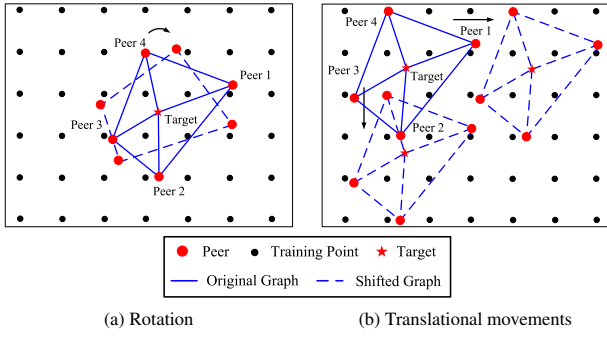 Peer 4
Peer 1
Peer 3
Target
Peer 2
Peer 4
Peer 1
Peer 3
Target
Peer 2
Peer Training Point Target
Original Graph Shifted Graph
(a) Rotation
(b) Translational movements